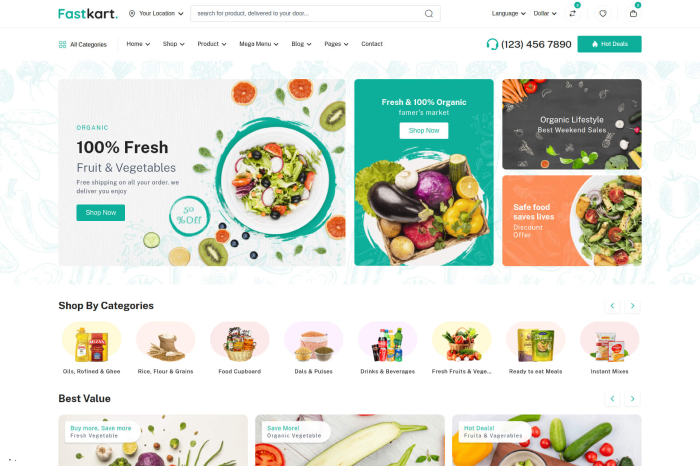 Fastkart.
Your Location
search for product, delivered to your door...
Language
Dollar
All Categories
Home
Shop
Product
Mega Menu
Blog
Pages
Contact
(123) 456 7890
Hot Deals
ORGANIC
100% Fresh
Fruit & Vegetables
Free shipping on all your order. we
deliver you enjoy
Shop Now
50
%Off
Fresh & 100% Organic
famer's market
Shop Now
Organic Lifestyle
Best Weekend Sales
Safe food
saves lives
Discount
Offer
Shop By Categories
Oils, Refined & Ghee
Rice, Flour & Grains
Food Cupboard
Dals & Pulses
Drinks & Beverages
Fresh Fruits & Vege...
Ready to eat Meals
Instant Mixes
Best Value
Buy more, Save more
Fresh Vegetable
Save More!
Organic Vegetable
Hot Deals!
Fruits & Vagerables